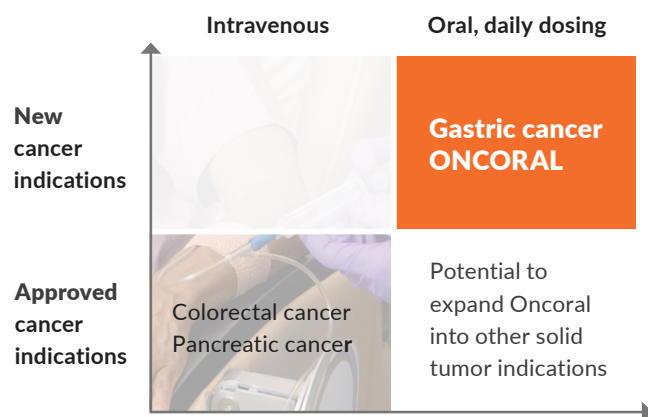 Intravenous
Oral, daily dosing
New
cancer
indications
Gastric cancer
ONCORAL
Approved
cancer
indications
Colorectal cancer
Pancreatic cancer
Potential to
expand Oncoral
into other solid
tumor indications